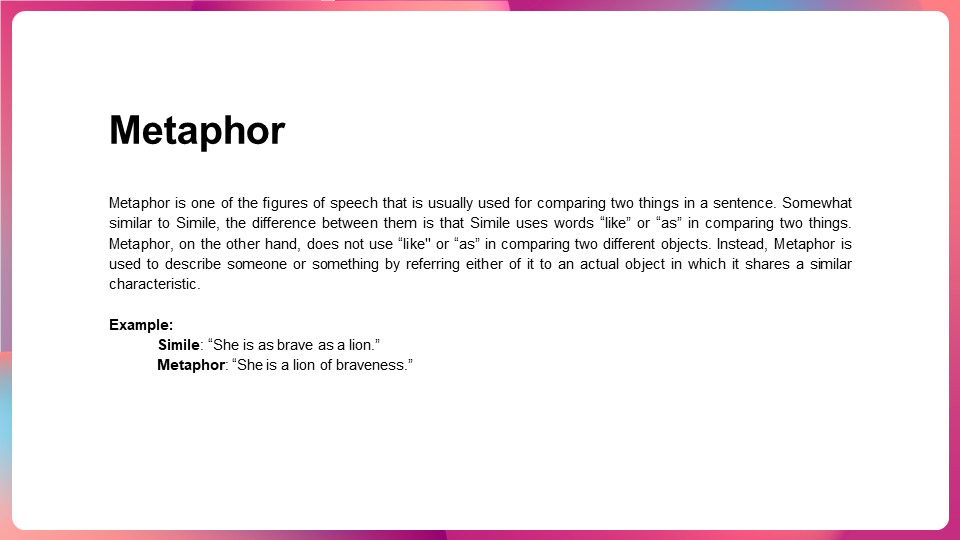 Metaphor
Metaphor is one of the figures of speech that is usually used for comparing two things in a sentence. Somewhat
similar to Simile, the difference between them is that Simile uses words “like” or “as” in comparing two things.
Metaphor, on the other hand, does not use “like" or “as” in comparing two different objects. Instead, Metaphor is
used to describe someone or something by referring either of it to an actual object in which it shares a similar
characteristic.
Example:
Simile: “She is as brave as a lion.”
Metaphor: “She is a lion of braveness.”